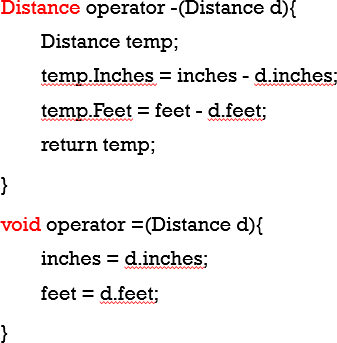 Distance operator -(Distance d){
Distance temp;
temp.Inches = inches - d.inches;
temp.Feet = feet - d.feet;
return temp;
}
void operator =(Distance d){
inches = d.inches;
feet = d.feet;
}